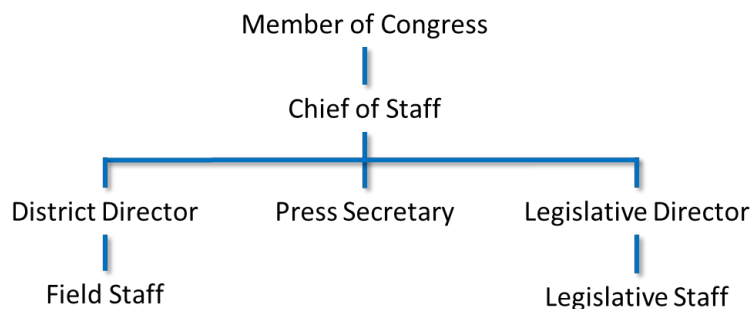 Member of Congress
Chief of Staff
District Director
Press Secretary
Legislative Director
Field Staff
Legislative Staff